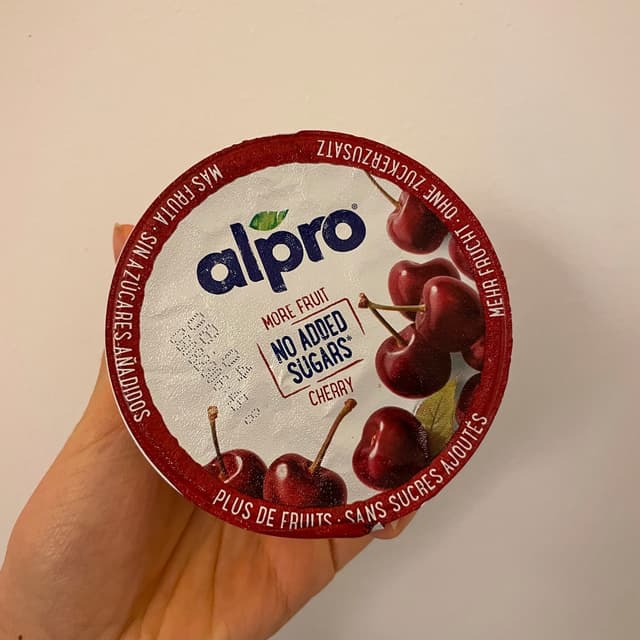 alpro®
MORE FRUIT
NO ADDED
SUGARS*
CHERRY
MÁS FRUTA · SIN AZÚCARES AÑADIDOS
MEHR FRUCHT · OHNE ZUCKERZUSATZ
PLUS DE FRUITS · SANS SUCRES AJOUTÉS